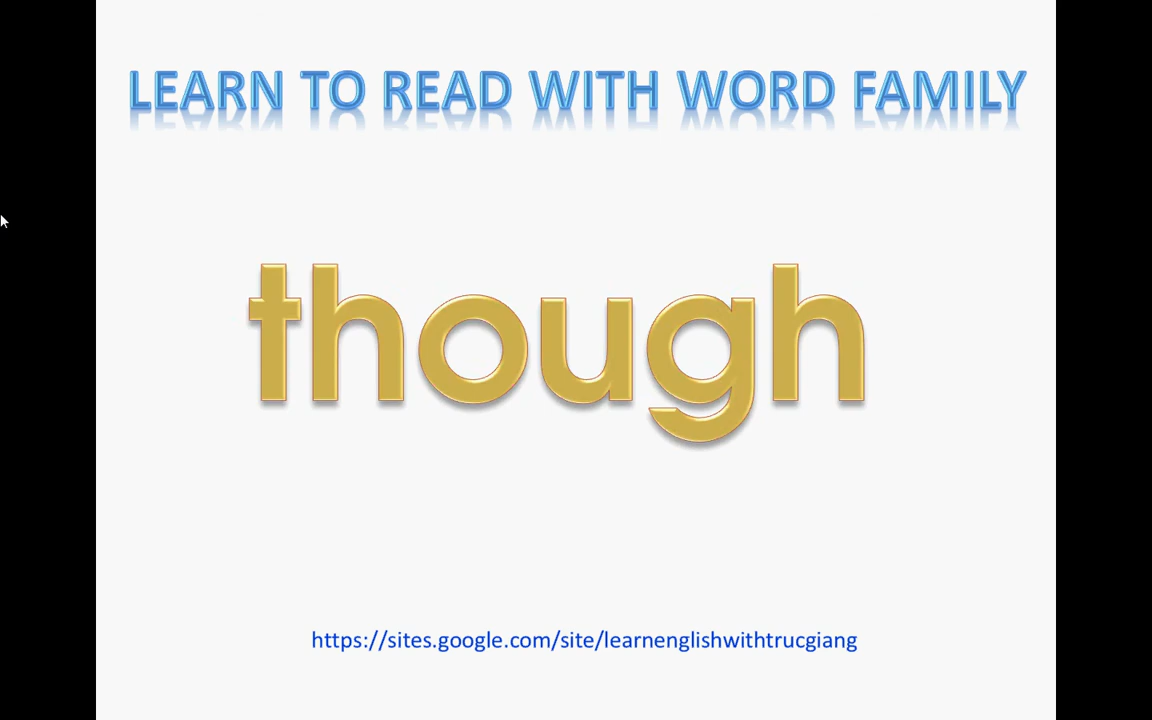 LEARN TO READ WITH WORD FAMILY
though
https://sites.google.com/site/learnenglishwithtrucgiang